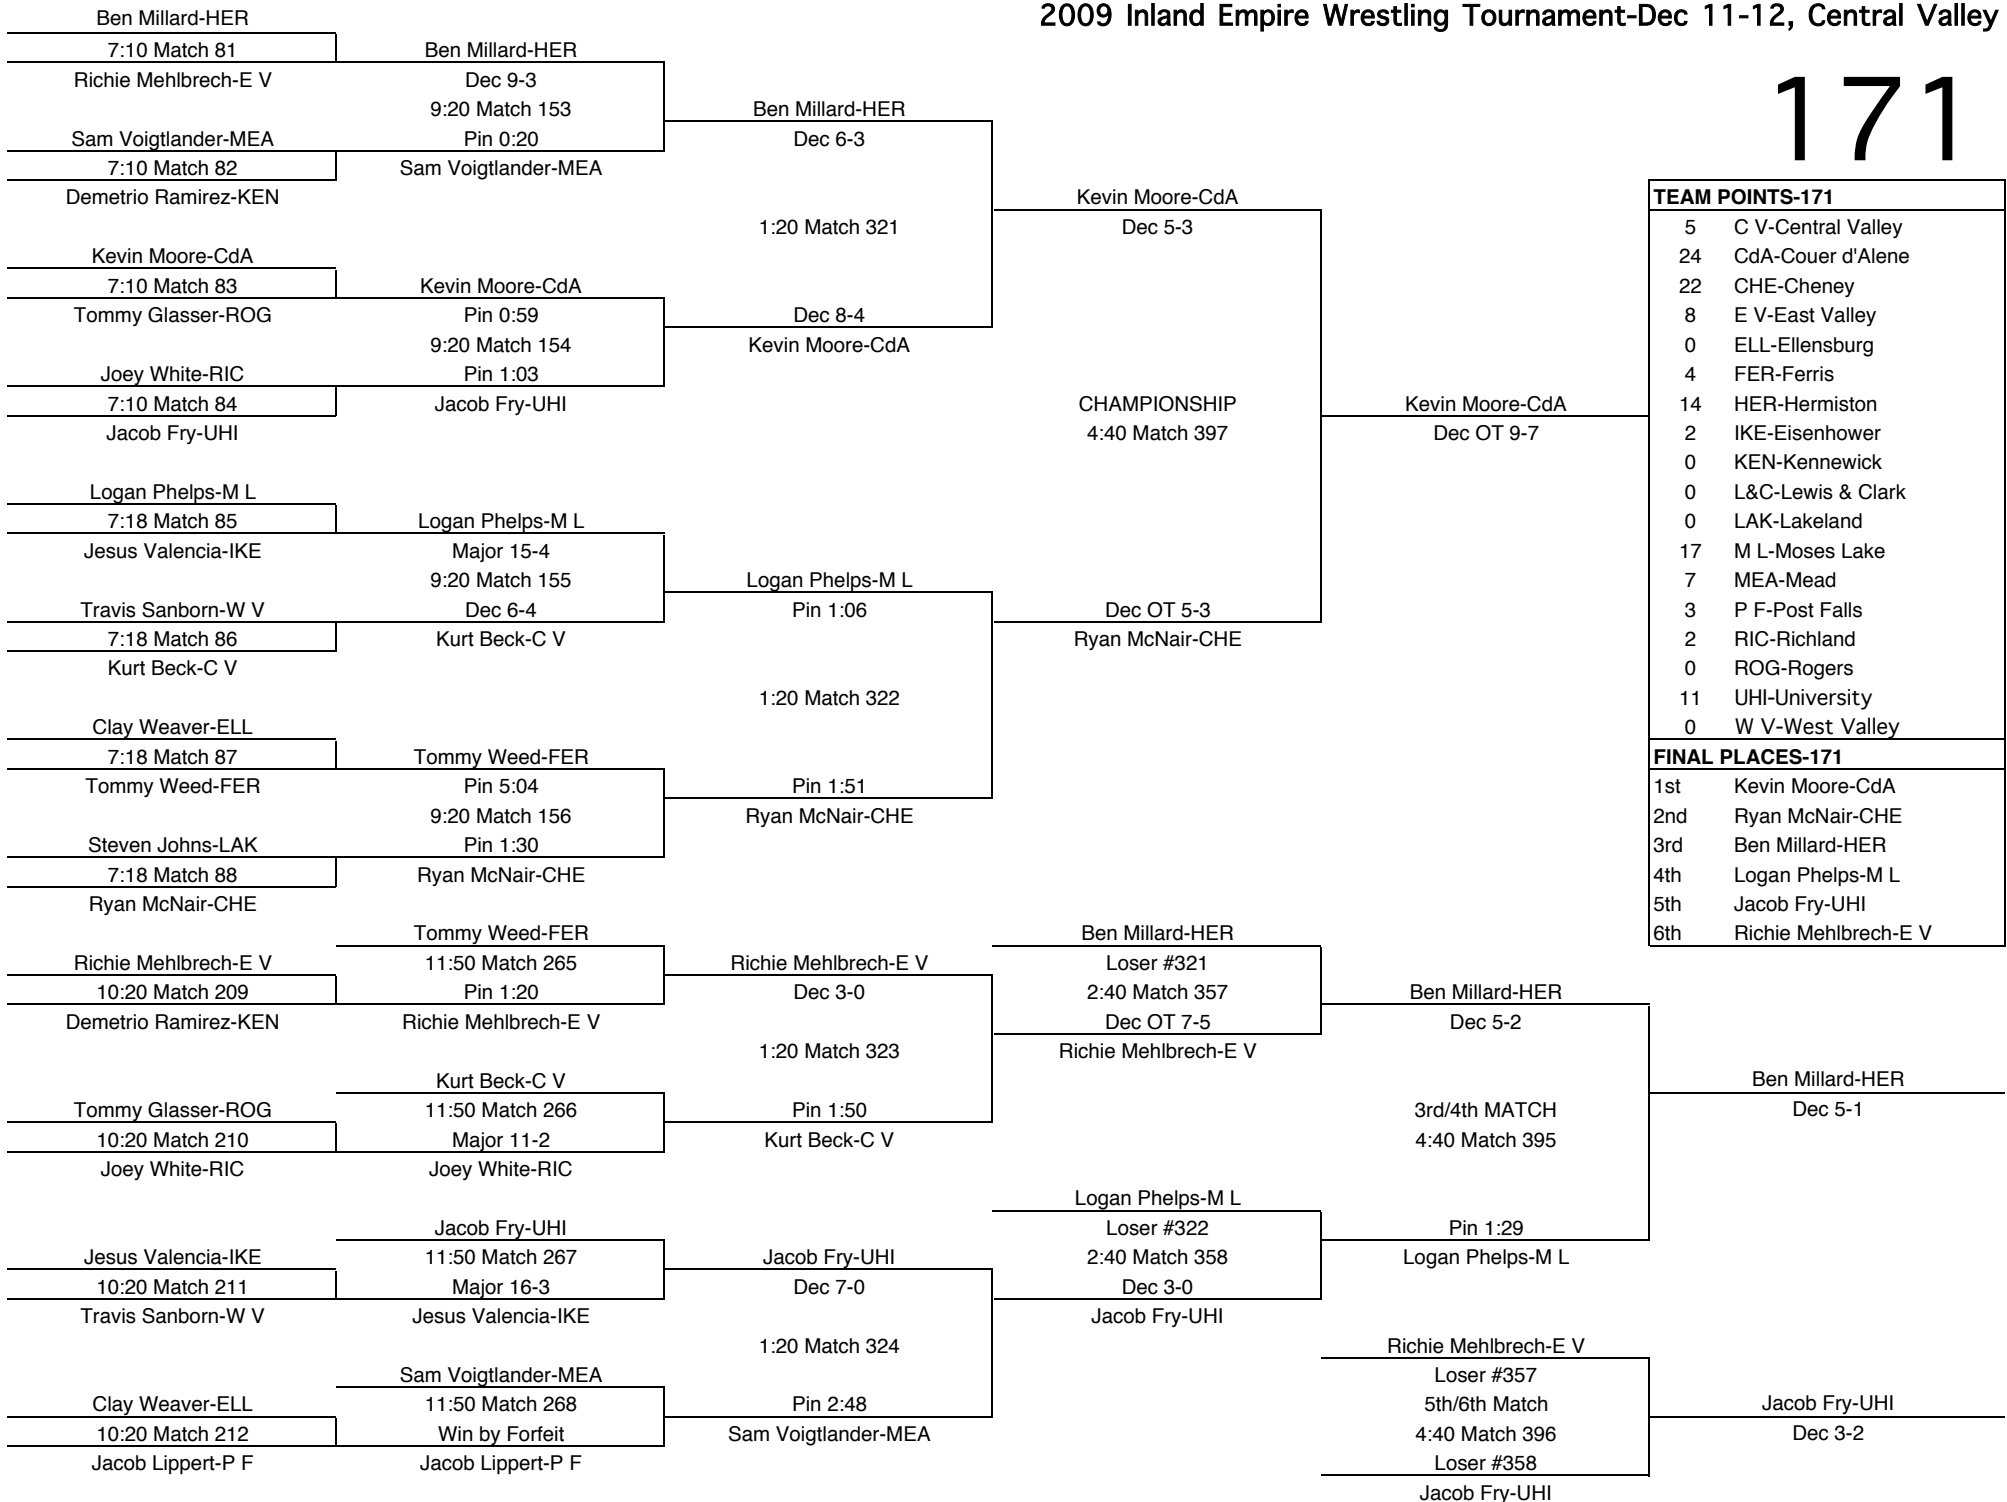 2009 Inland Empire Wrestling Tournament-Dec 11-12, Central Valley
171
Ben Millard-HER
7:10 Match 81
Richie Mehlbrech-E V
Sam Voigtlander-MEA
7:10 Match 82
Demetrio Ramirez-KEN
Kevin Moore-CdA
7:10 Match 83
Tommy Glasser-ROG
Joey White-RIC
7:10 Match 84
Jacob Fry-UHI
Logan Phelps-M L
7:18 Match 85
Jesus Valencia-IKE
Travis Sanborn-W V
7:18 Match 86
Kurt Beck-C V
Clay Weaver-ELL
7:18 Match 87
Tommy Weed-FER
Steven Johns-LAK
7:18 Match 88
Ryan McNair-CHE
Richie Mehlbrech-E V
10:20 Match 209
Demetrio Ramirez-KEN
Tommy Glasser-ROG
10:20 Match 210
Joey White-RIC
Jesus Valencia-IKE
10:20 Match 211
Travis Sanborn-W V
Clay Weaver-ELL
10:20 Match 212
Jacob Lippert-P F
Ben Millard-HER
Dec 9-3
9:20 Match 153
Pin 0:20
Sam Voigtlander-MEA
Kevin Moore-CdA
Pin 0:59
9:20 Match 154
Pin 1:03
Jacob Fry-UHI
Logan Phelps-M L
Major 15-4
9:20 Match 155
Dec 6-4
Kurt Beck-C V
Tommy Weed-FER
Pin 5:04
9:20 Match 156
Pin 1:30
Ryan McNair-CHE
Tommy Weed-FER
11:50 Match 265
Pin 1:20
Richie Mehlbrech-E V
Kurt Beck-C V
11:50 Match 266
Major 11-2
Joey White-RIC
Jacob Fry-UHI
11:50 Match 267
Major 16-3
Jesus Valencia-IKE
Sam Voigtlander-MEA
11:50 Match 268
Win by Forfeit
Jacob Lippert-P F
Ben Millard-HER
Dec 6-3
1:20 Match 321
Dec 8-4
Kevin Moore-CdA
Logan Phelps-M L
Pin 1:06
1:20 Match 322
Pin 1:51
Ryan McNair-CHE
Richie Mehlbrech-E V
Dec 3-0
1:20 Match 323
Pin 1:50
Kurt Beck-C V
Jacob Fry-UHI
Dec 7-0
1:20 Match 324
Pin 2:48
Sam Voigtlander-MEA
Kevin Moore-CdA
Dec 5-3
CHAMPIONSHIP
4:40 Match 397
Dec OT 5-3
Ryan McNair-CHE
Ben Millard-HER
Loser #321
2:40 Match 357
Dec OT 7-5
Richie Mehlbrech-E V
Logan Phelps-M L
Loser #322
2:40 Match 358
Dec 3-0
Jacob Fry-UHI
Kevin Moore-CdA
Dec OT 9-7
Ben Millard-HER
Dec 5-2
3rd/4th MATCH
4:40 Match 395
Pin 1:29
Logan Phelps-M L
Richie Mehlbrech-E V
Loser #357
5th/6th Match
4:40 Match 396
Loser #358
Jacob Fry-UHI
TEAM POINTS-171
5 C V-Central Valley
24 CdA-Couer d'Alene
22 CHE-Cheney
8 E V-East Valley
0 ELL-Ellensburg
4 FER-Ferris
14 HER-Hermiston
2 IKE-Eisenhower
0 KEN-Kennewick
0 L&C-Lewis & Clark
0 LAK-Lakeland
17 M L-Moses Lake
7 MEA-Mead
3 P F-Post Falls
2 RIC-Richland
0 ROG-Rogers
11 UHI-University
0 W V-West Valley
FINAL PLACES-171
1st Kevin Moore-CdA
2nd Ryan McNair-CHE
3rd Ben Millard-HER
4th Logan Phelps-M L
5th Jacob Fry-UHI
6th Richie Mehlbrech-E V
Ben Millard-HER
Dec 5-1
Jacob Fry-UHI
Dec 3-2